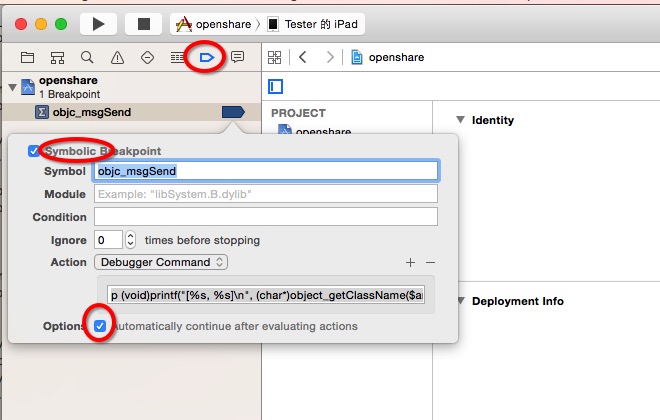 openshare 〉 Tester 的 iPad
openshare
1 Breakpoint
objc_msgSend
openshare
PROJECT
openshare
Identity
Deployment Info
Symbolic Breakpoint
Symbol objc_msgSend
Module Example: "libSystem.B.dylib"
Condition
Ignore 0 times before stopping
Action Debugger Command
p (void)printf("[%s, %s]\n", (char*)object_getClassName($a
Options Automatically continue after evaluating actions